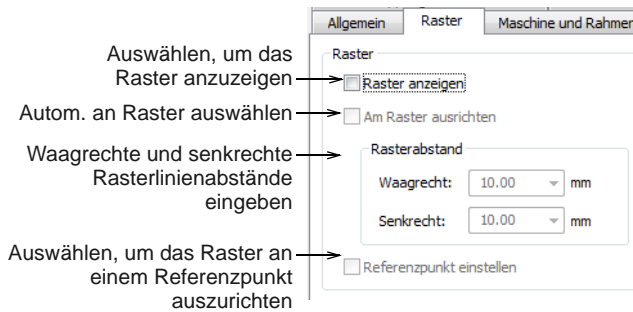 Allgemein Raster Maschine und Rahmen
Raster
Auswählen, um das
Raster anzuzeigen
Raster anzeigen
Autom. an Raster auswählen
Am Raster ausrichten
Waagrechte und senkrechte
Rasterlinienabstände
eingeben
Rasterabstand
Waagrecht: 10.00 mm
Senkrecht: 10.00 mm
Auswählen, um das Raster an
einem Referenzpunkt
auszurichten
Referenzpunkt einstellen